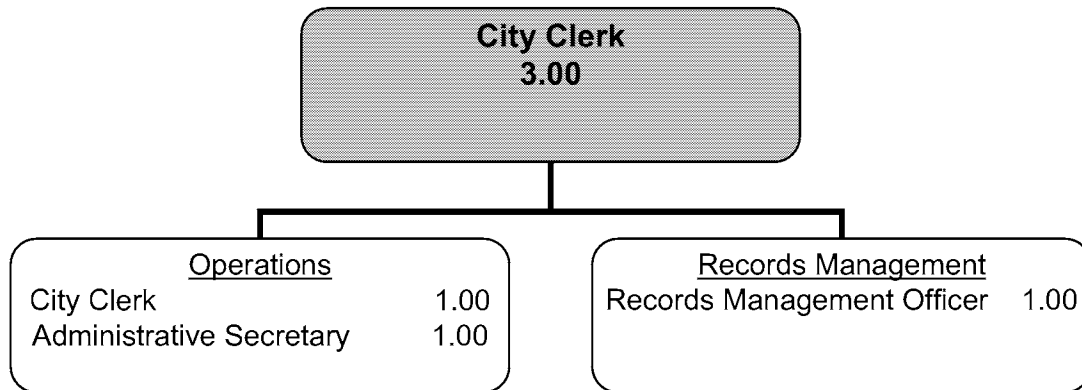 City Clerk
3.00
Operations
City Clerk 1.00
Administrative Secretary 1.00
Records Management
Records Management Officer 1.00